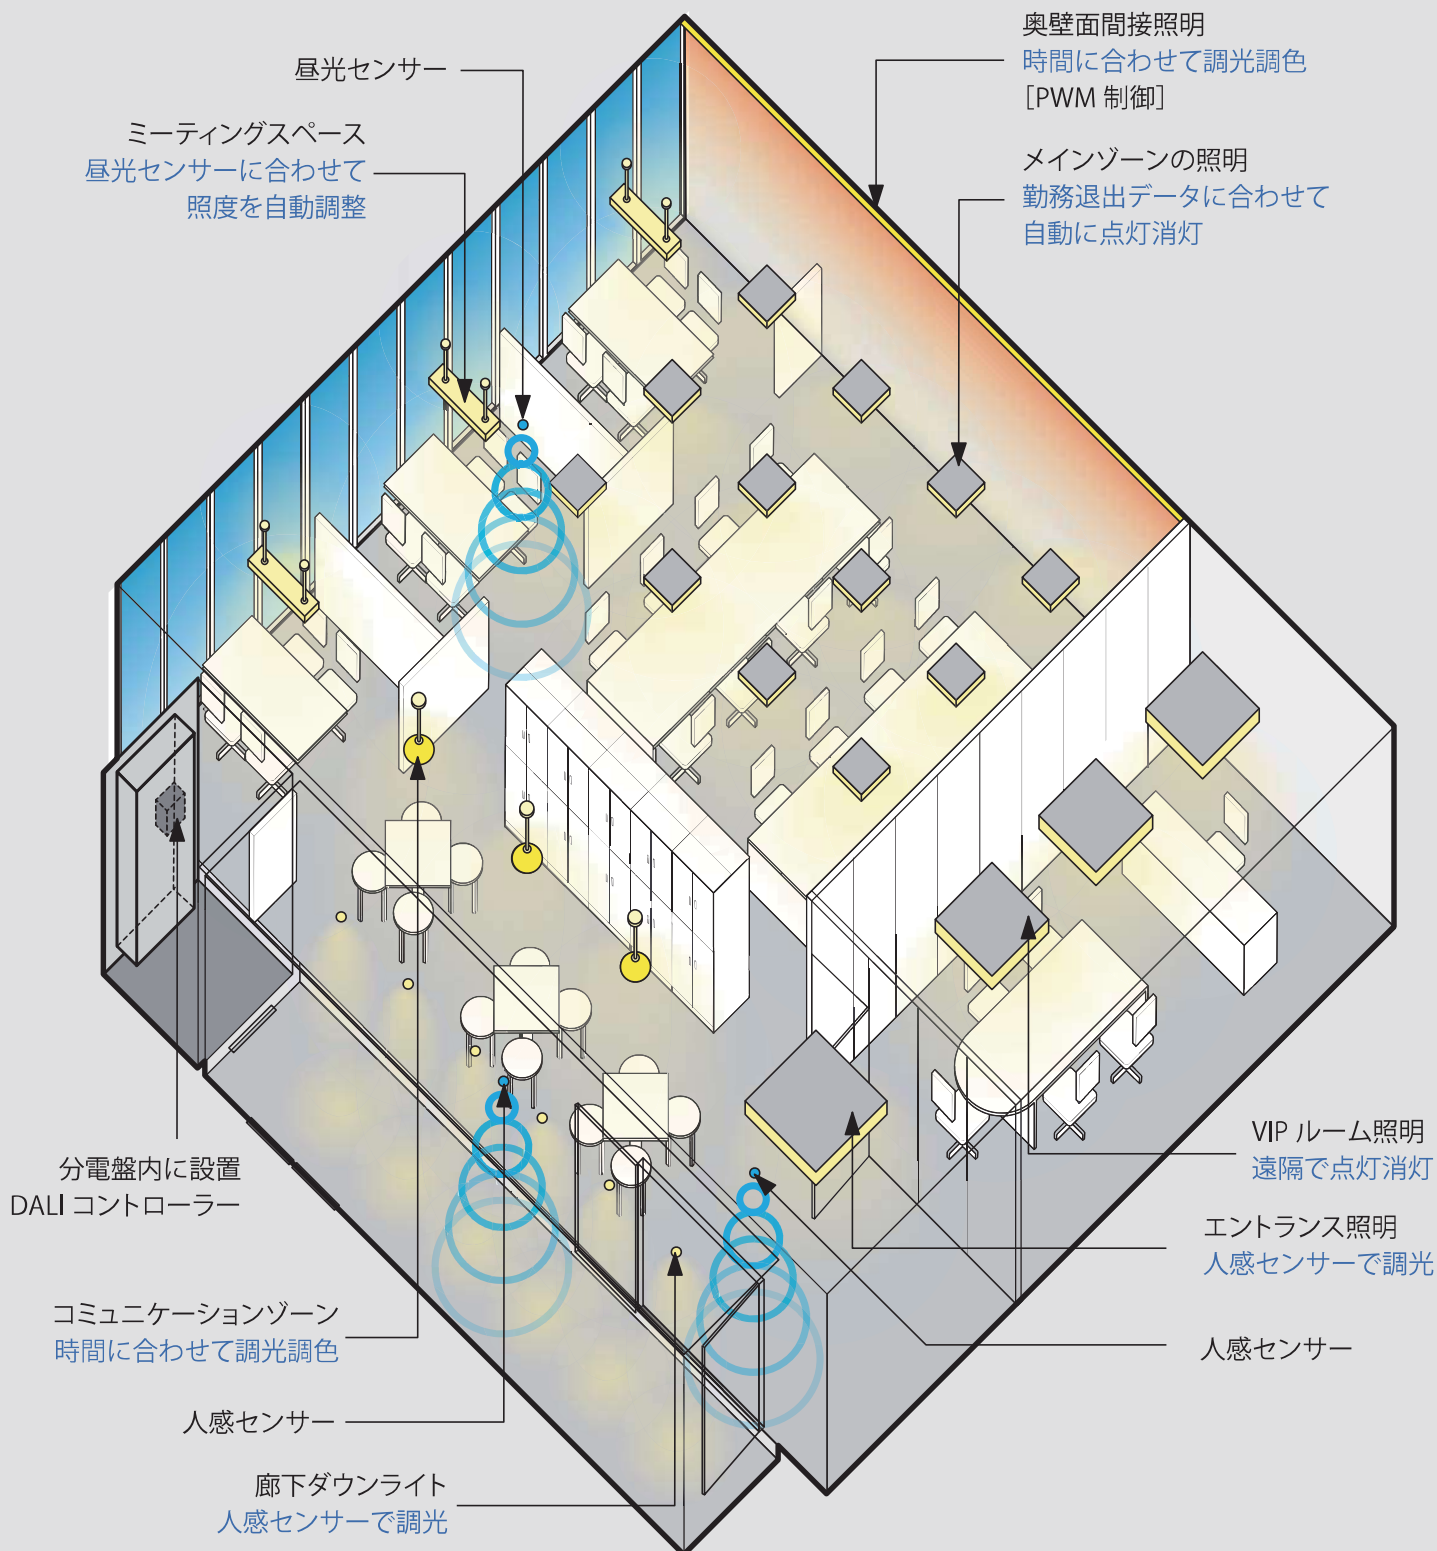 昼光センサー
ミーティングスペース
昼光センサーに合わせて
照度を自動調整
奥壁面間接照明
時間に合わせて調光調色
［PWM 制御］
メインゾーンの照明
勤務退出データに合わせて
自動に点灯消灯
分電盤内に設置
DALI コントローラー
コミュニケーションゾーン
時間に合わせて調光調色
人感センサー
廊下ダウンライト
人感センサーで調光
VIP ルーム照明
遠隔で点灯消灯
エントランス照明
人感センサーで調光
人感センサー